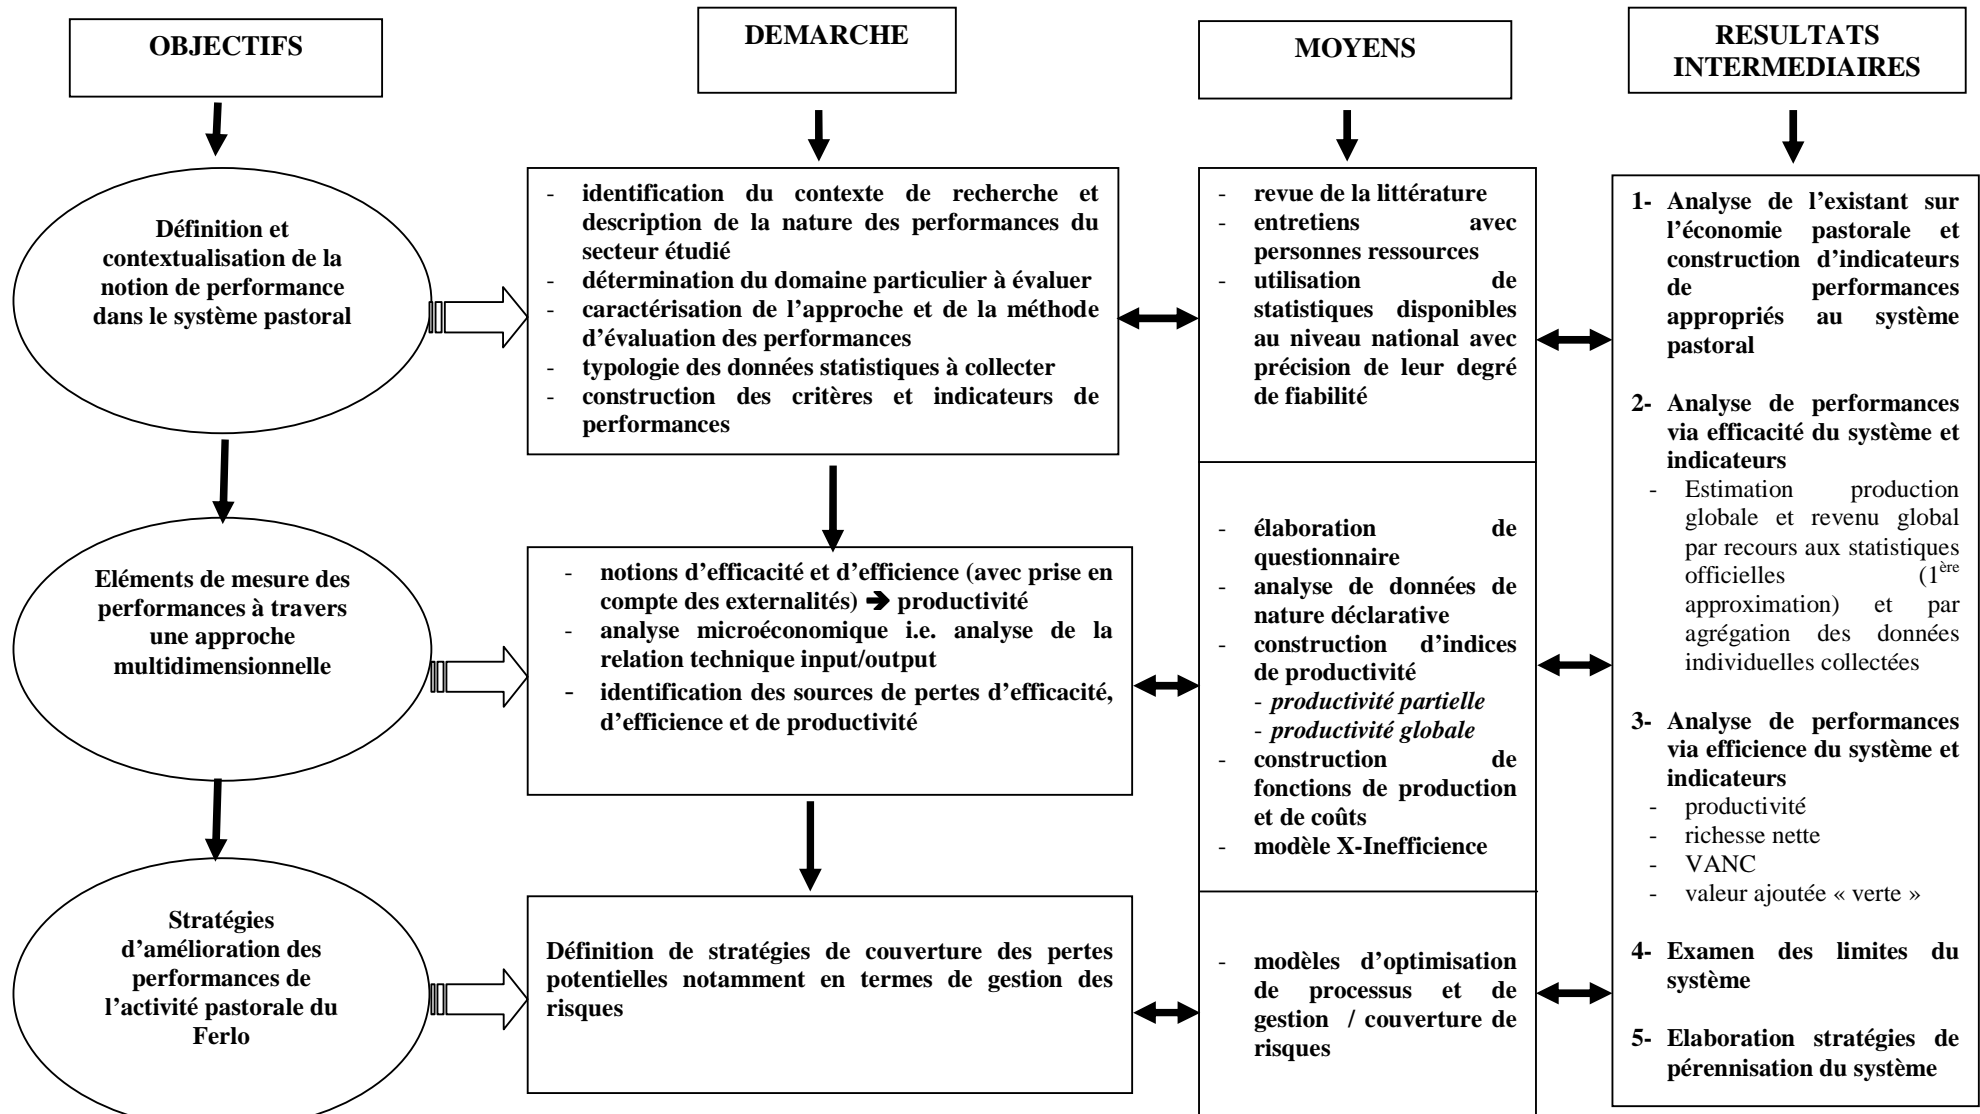 OBJECTIFS
DEMARCHE
MOYENS
RESULTATS
INTERMEDIAIRES
Définition et
contextualisation de la
notion de performance
dans le système pastoral
- identification du contexte de recherche et
description de la nature des performances du
secteur étudié
- détermination du domaine particulier à évaluer
- caractérisation de l’approche et de la méthode
d’évaluation des performances
- typologie des données statistiques à collecter
- construction des critères et indicateurs de
performances
- revue de la littérature
- entretiens avec
personnes ressources
- utilisation de
statistiques disponibles
au niveau national avec
précision de leur degré
de fiabilité
Eléments de mesure des
performances à travers
une approche
multidimensionnelle
- notions d’efficacité et d’efficience (avec prise en
compte des externalités) ➔ productivité
- analyse microéconomique i.e. analyse de la
relation technique input/output
- identification des sources de pertes d’efficacité,
d’efficience et de productivité
- élaboration de
questionnaire
- analyse de données de
nature déclarative
- construction d’indices
de productivité
- productivité partielle
- productivité globale
- construction de
fonctions de production
et de coûts
- modèle X-Inefficience
Stratégies
d’amélioration des
performances de
l’activité pastorale du
Ferlo
Définition de stratégies de couverture des pertes
potentielles notamment en termes de gestion des
risques
- modèles d’optimisation
de processus et de
gestion / couverture de
risques
1- Analyse de l’existant sur
l’économie pastorale et
construction d’indicateurs
de performances
appropriés au système
pastoral
2- Analyse de performances
via efficacité du système et
indicateurs
- Estimation production
globale et revenu global
par recours aux statistiques
officielles (1ère
approximation) et par
agrégation des données
individuelles collectées
3- Analyse de performances
via efficience du système et
indicateurs
- productivité
- richesse nette
- VANC
- valeur ajoutée « verte »
4- Examen des limites du
système
5- Elaboration stratégies de
pérennisation du système